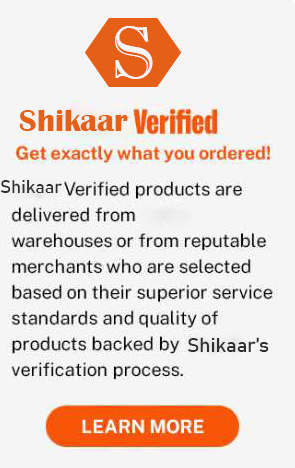 S
Shikaar Verified
Get exactly what you ordered!
Shikaar Verified products are
delivered from
warehouses or from reputable
merchants who are selected
based on their superior service
standards and quality of
products backed by Shikaar's
verification process.
LEARN MORE